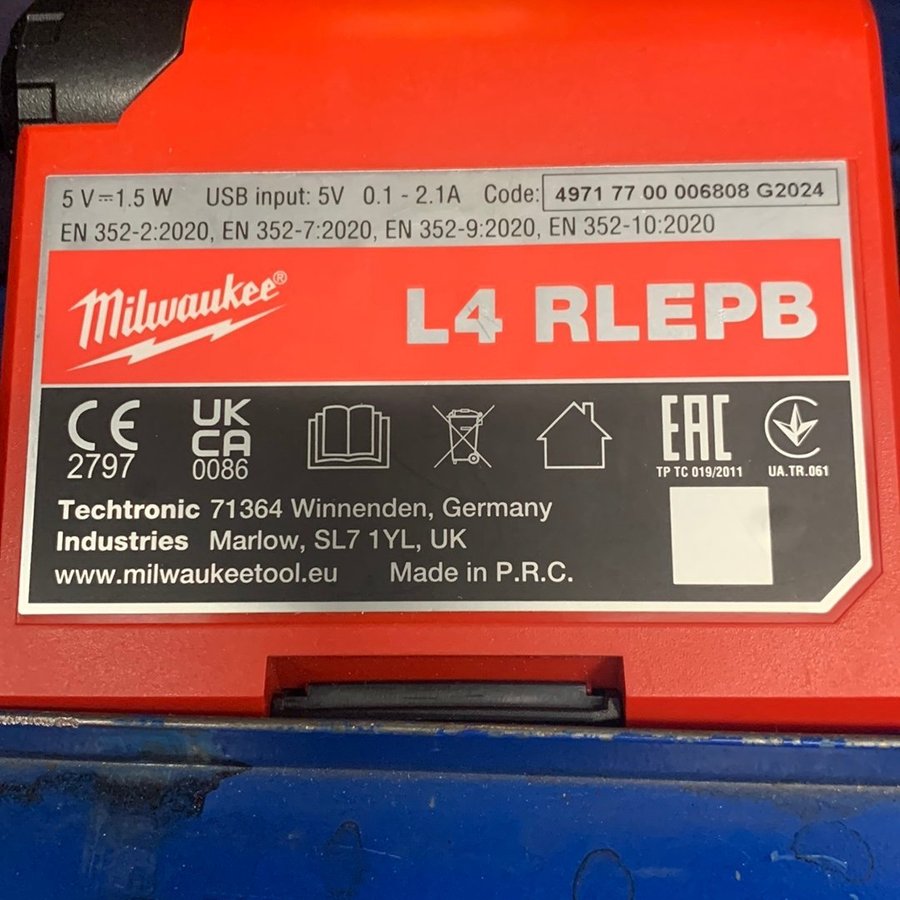 5 V⎓1.5 W USB input: 5V 0.1 - 2.1A Code: 4971 77 00 006808 G2024
EN 352-2:2020, EN 352-7:2020, EN 352-9:2020, EN 352-10:2020
Milwaukee® L4 RLEPB
CE UK CA EAC
2797 0086 TP TC 019/2011 UA.TR.061
Techtronic 71364 Winnenden, Germany
Industries Marlow, SL7 1YL, UK
www.milwaukeetool.eu Made in P.R.C.